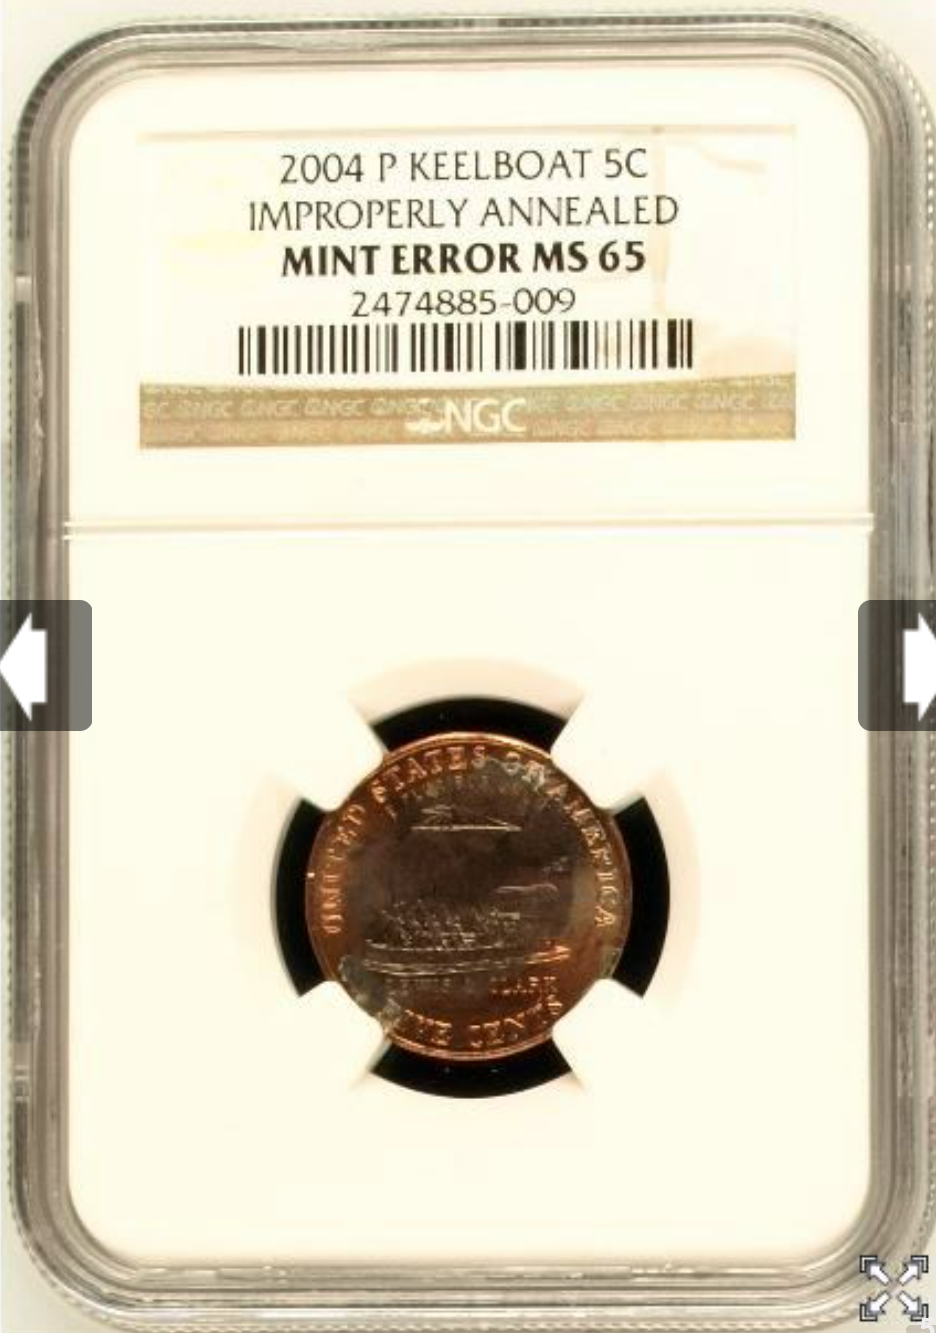 2004 P KEELBOAT 5C
IMPROPERLY ANNEALED
MINT ERROR MS 65
2474885-009
NGC
UNITED STATES OF AMERICA
LEWIS & CLARK
FIVE CENTS